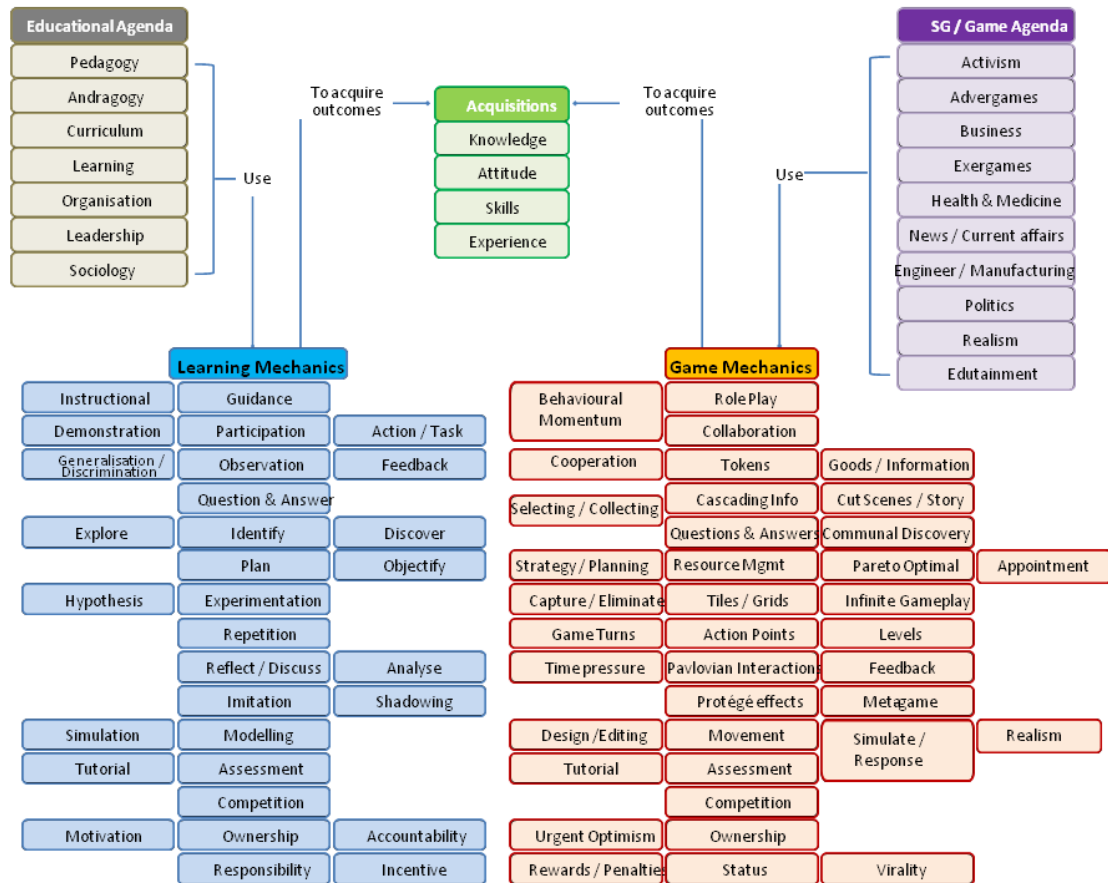 Educational Agenda
Pedagogy
Andragogy
Curriculum
Learning
Organisation
Leadership
Sociology
Use
To acquire
outcomes
Acquisitions
Knowledge
Attitude
Skills
Experience
To acquire
outcomes
Use
SG / Game Agenda
Activism
Advergames
Business
Exergames
Health & Medicine
News / Current affairs
Engineer / Manufacturing
Politics
Realism
Edutainment
Learning Mechanics
Instructional
Guidance
Demonstration
Participation
Action / Task
Generalisation /
Discrimination
Observation
Feedback
Question & Answer
Explore
Identify
Discover
Plan
Objectify
Hypothesis
Experimentation
Repetition
Reflect / Discuss
Analyse
Imitation
Shadowing
Simulation
Modelling
Tutorial
Assessment
Competition
Motivation
Ownership
Accountability
Responsibility
Incentive
Game Mechanics
Behavioural
Momentum
Role Play
Collaboration
Cooperation
Tokens
Goods / Information
Selecting / Collecting
Cascading Info
Cut Scenes / Story
Questions & Answers
Communal Discovery
Strategy / Planning
Resource Mgmt
Pareto Optimal
Appointment
Capture / Eliminate
Tiles / Grids
Infinite Gameplay
Game Turns
Action Points
Levels
Time pressure
Pavlovian Interactions
Feedback
Protégé effects
Metagame
Design / Editing
Movement
Simulate /
Response
Realism
Tutorial
Assessment
Competition
Urgent Optimism
Ownership
Rewards / Penalties
Status
Virality